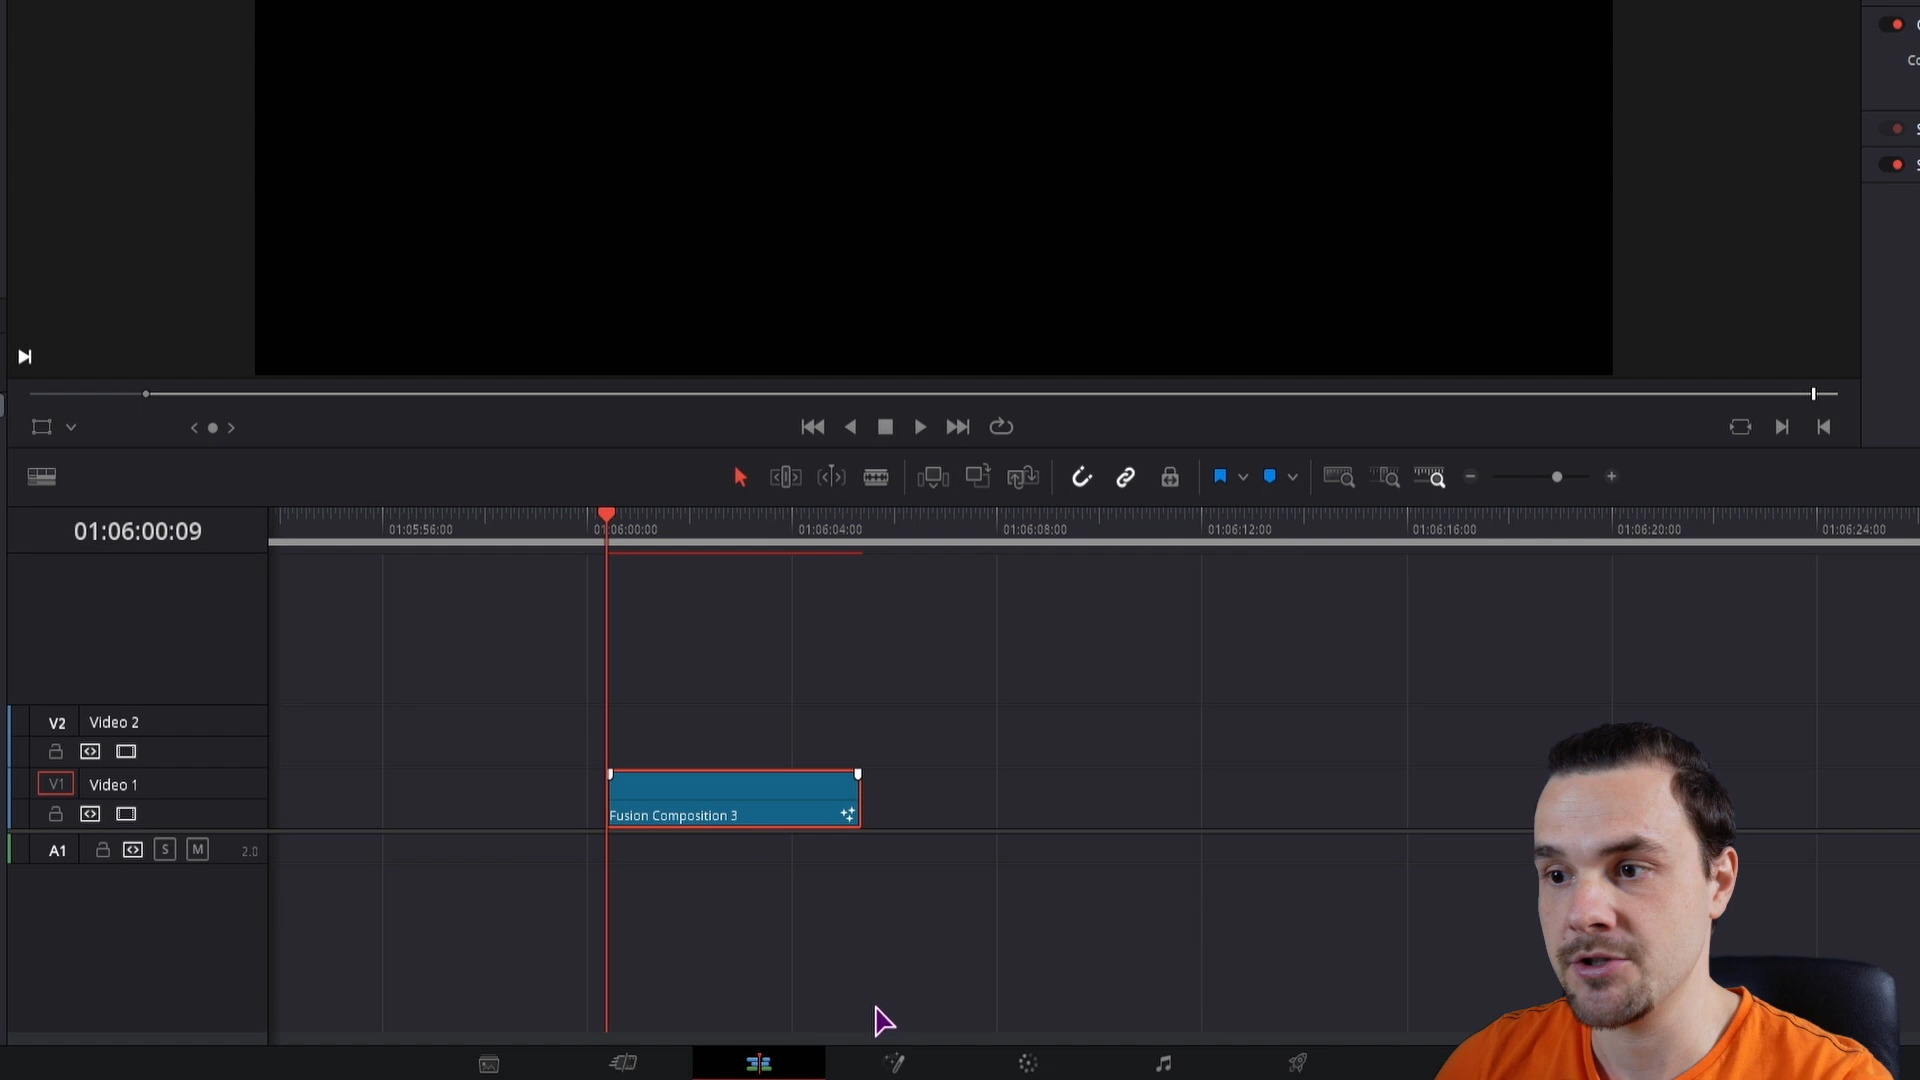 C
Co
S
S
01:06:00:09
01:05:56:00
01:06:00:00
01:06:04:00
01:06:08:00
01:06:12:00
01:06:16:00
01:06:20:00
01:06:24:00
V2 Video 2
V1 Video 1
Fusion Composition 3
A1 S M 2.0